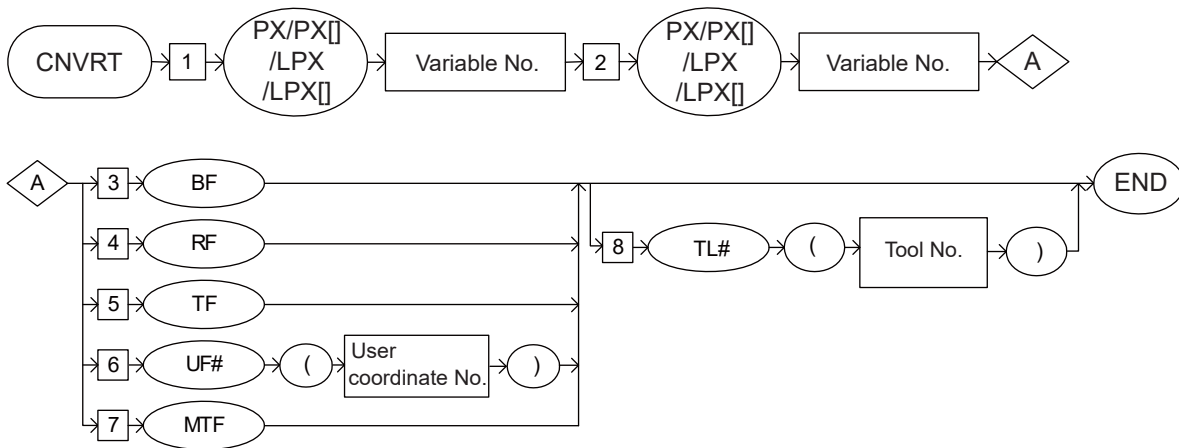 CNVRT
1
PX/PX[]
/LPX
/LPX[]
Variable No.
2
PX/PX[]
/LPX
/LPX[]
Variable No.
A
A
3
BF
END
4
RF
8
TL#
(
Tool No.
)
5
TF
6
UF#
(
User
coordinate No.
)
7
MTF